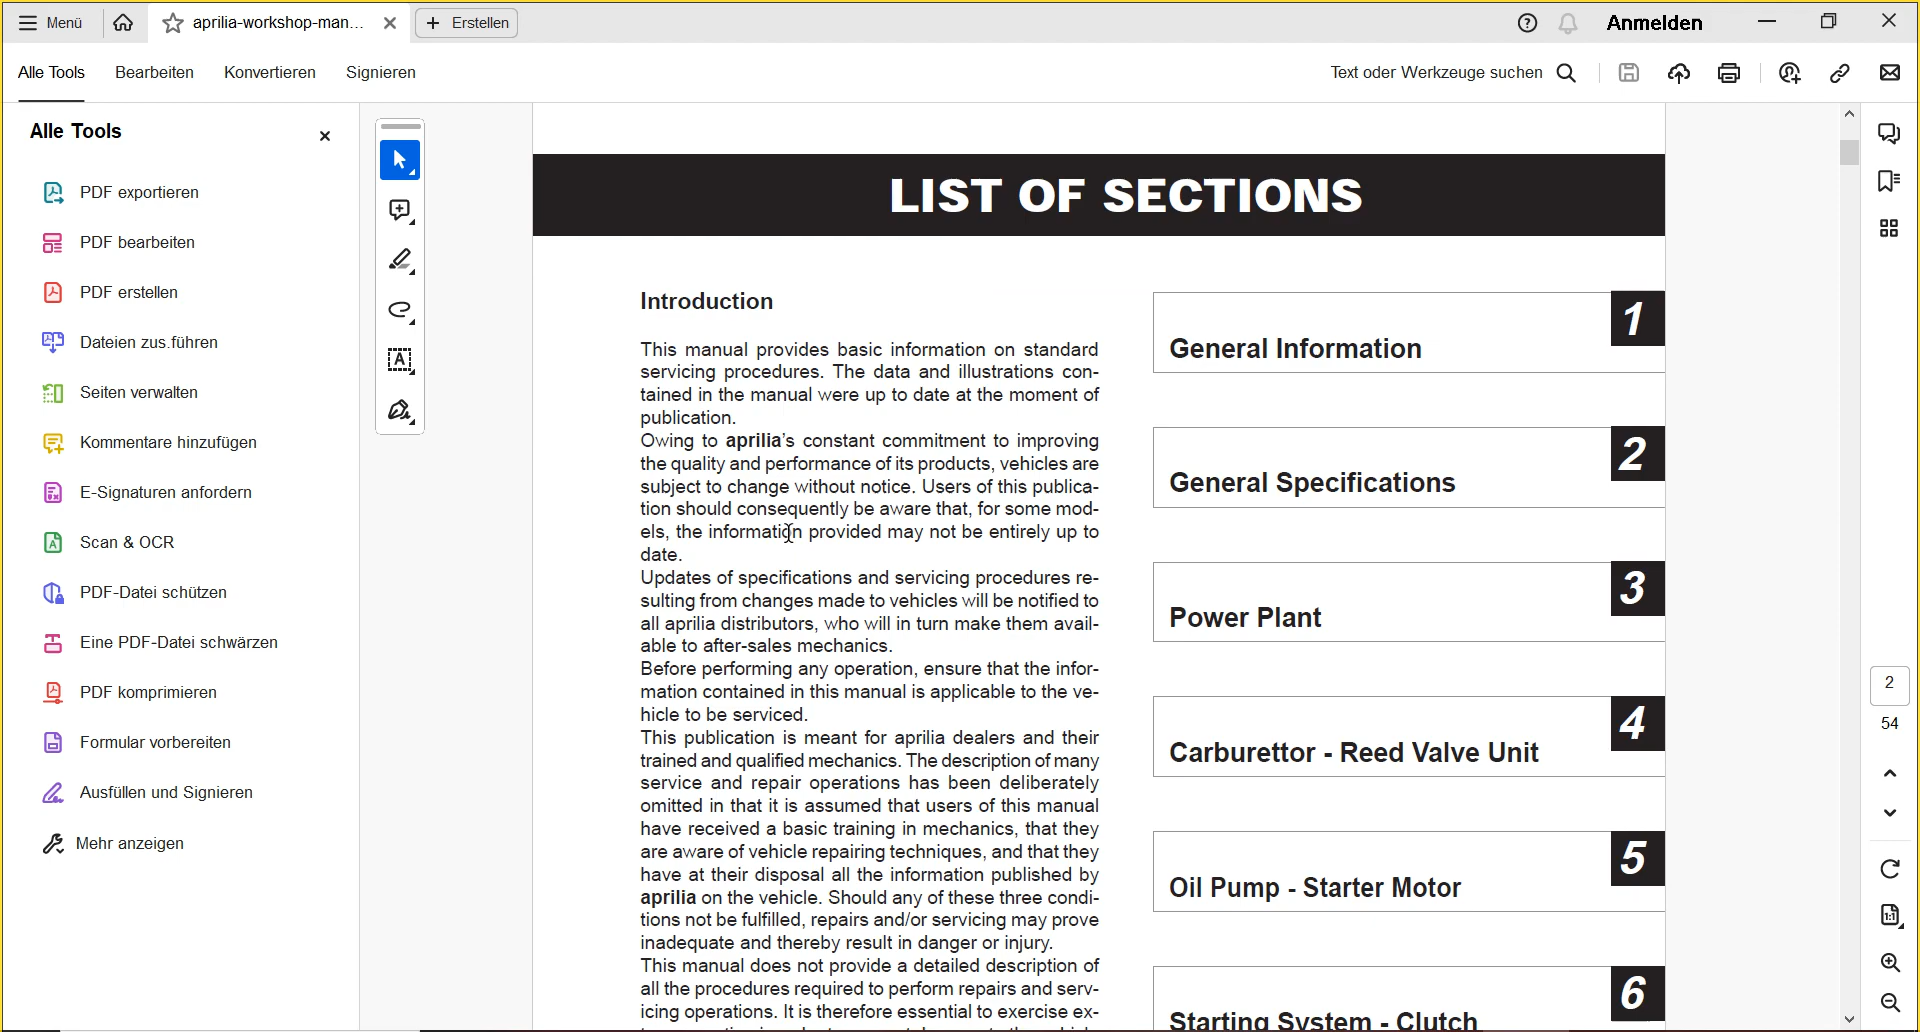 Menü
aprilia-workshop-man...
Erstellen
Anmelden
Alle Tools
Bearbeiten
Konvertieren
Signieren
Text oder Werkzeuge suchen
Alle Tools
PDF exportieren
PDF bearbeiten
PDF erstellen
Dateien zus.führen
Seiten verwalten
Kommentare hinzufügen
E-Signaturen anfordern
Scan & OCR
PDF-Datei schützen
Eine PDF-Datei schwärzen
PDF komprimieren
Formular vorbereiten
Ausfüllen und Signieren
Mehr anzeigen
LIST OF SECTIONS
Introduction
This manual provides basic information on standard
servicing procedures. The data and illustrations con-
tained in the manual were up to date at the moment of
publication.
Owing to aprilia's constant commitment to improving
the quality and performance of its products, vehicles are
subject to change without notice. Users of this publica-
tion should consequently be aware that, for some mod-
els, the information provided may not be entirely up to
date.
Updates of specifications and servicing procedures re-
sulting from changes made to vehicles will be notified to
all aprilia distributors, who will in turn make them avail-
able to after-sales mechanics.
Before performing any operation, ensure that the infor-
mation contained in this manual is applicable to the ve-
hicle to be serviced.
This publication is meant for aprilia dealers and their
trained and qualified mechanics. The description of many
service and repair operations has been deliberately
omitted in that it is assumed that users of this manual
have received a basic training in mechanics, that they
are aware of vehicle repairing techniques, and that they
have at their disposal all the information published by
aprilia on the vehicle. Should any of these three condi-
tions not be fulfilled, repairs and/or servicing may prove
inadequate and thereby result in danger or injury.
This manual does not provide a detailed description of
all the procedures required to perform repairs and serv-
icing operations. It is therefore essential to exercise ex-
1
General Information
2
General Specifications
3
Power Plant
4
Carburettor - Reed Valve Unit
5
Oil Pump - Starter Motor
6
Starting System - Clutch
2
54